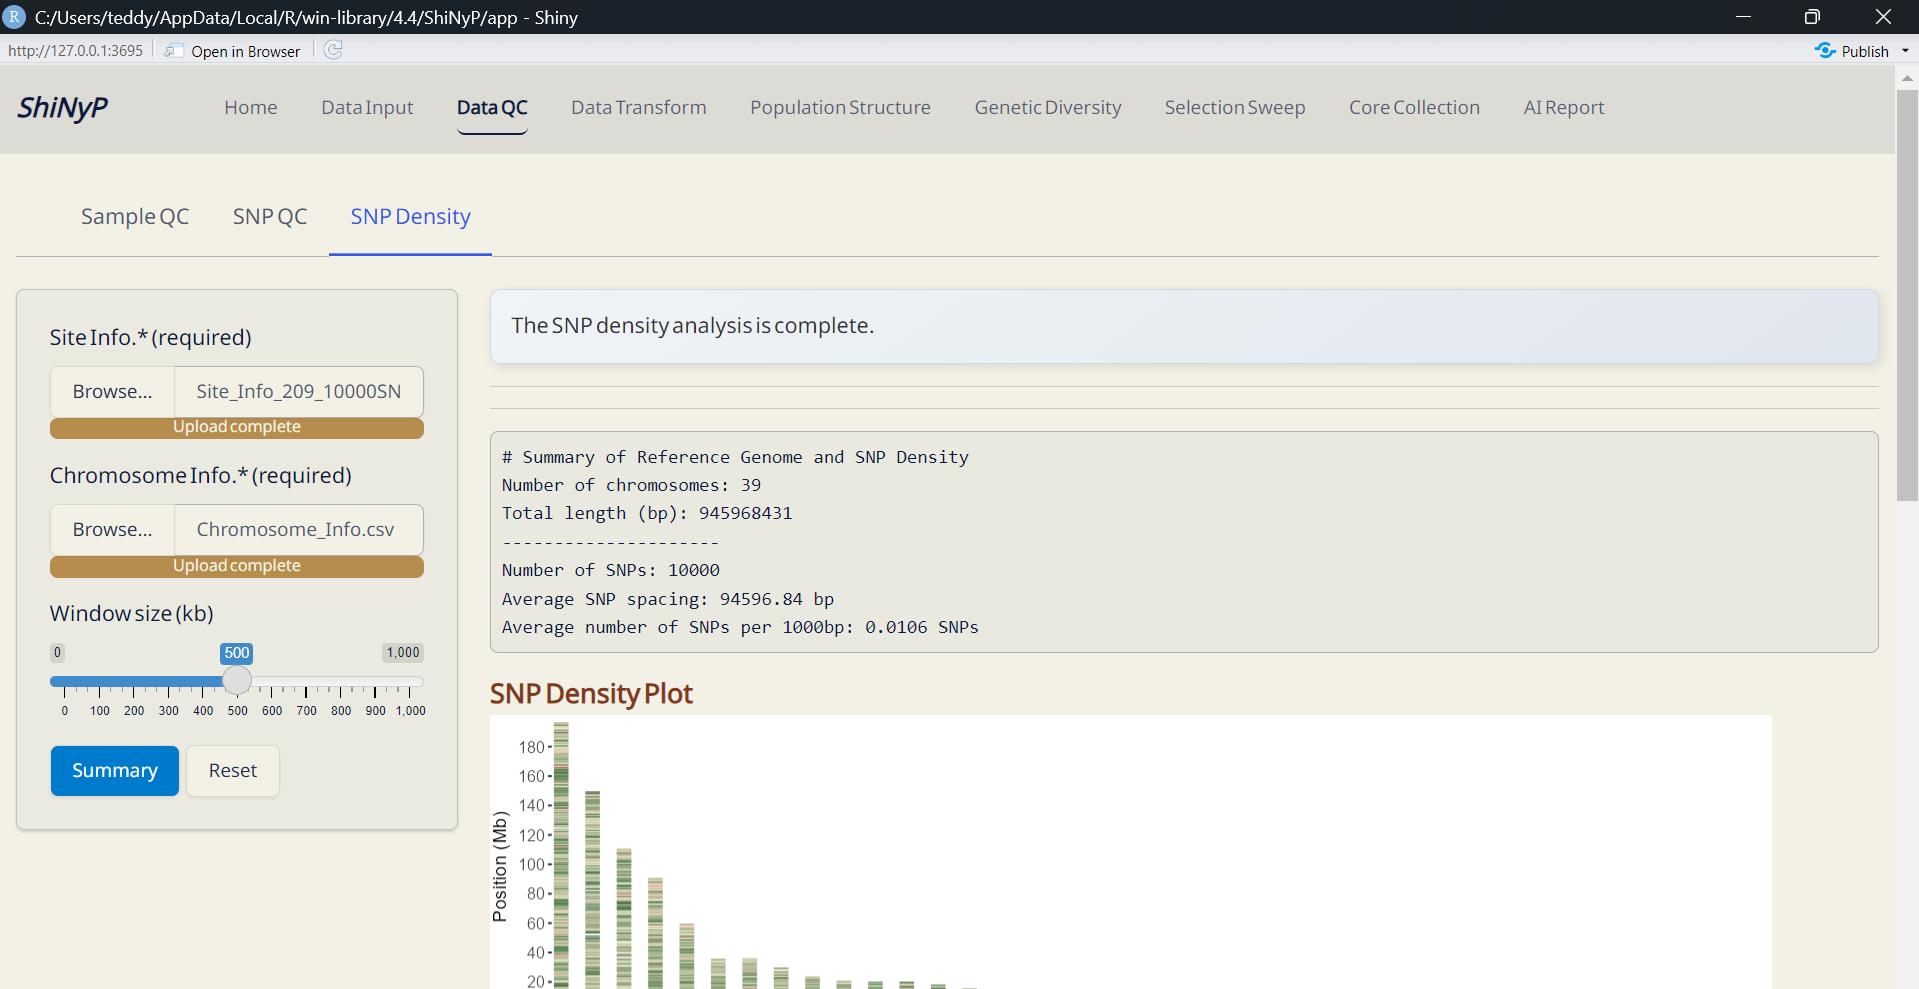 R C:/Users/teddy/AppData/Local/R/win-library/4.4/ShiNyP/app - Shiny
http://127.0.0.1:3695 Open in Browser Publish
ShiNyP Home Data Input Data QC Data Transform Population Structure Genetic Diversity Selection Sweep Core Collection AI Report
Sample QC SNP QC SNP Density
Site Info.* (required)
Browse... Site_Info_209_10000SN
Upload complete
Chromosome Info.* (required)
Browse... Chromosome_Info.csv
Upload complete
Window size (kb)
0 500 1,000
0 100 200 300 400 500 600 700 800 900 1,000
Summary Reset
The SNP density analysis is complete.
# Summary of Reference Genome and SNP Density
Number of chromosomes: 39
Total length (bp): 945968431
---------------------
Number of SNPs: 10000
Average SNP spacing: 94596.84 bp
Average number of SNPs per 1000bp: 0.0106 SNPs
SNP Density Plot
Position (Mb)
180
160
140
120
100
80
60
40
20